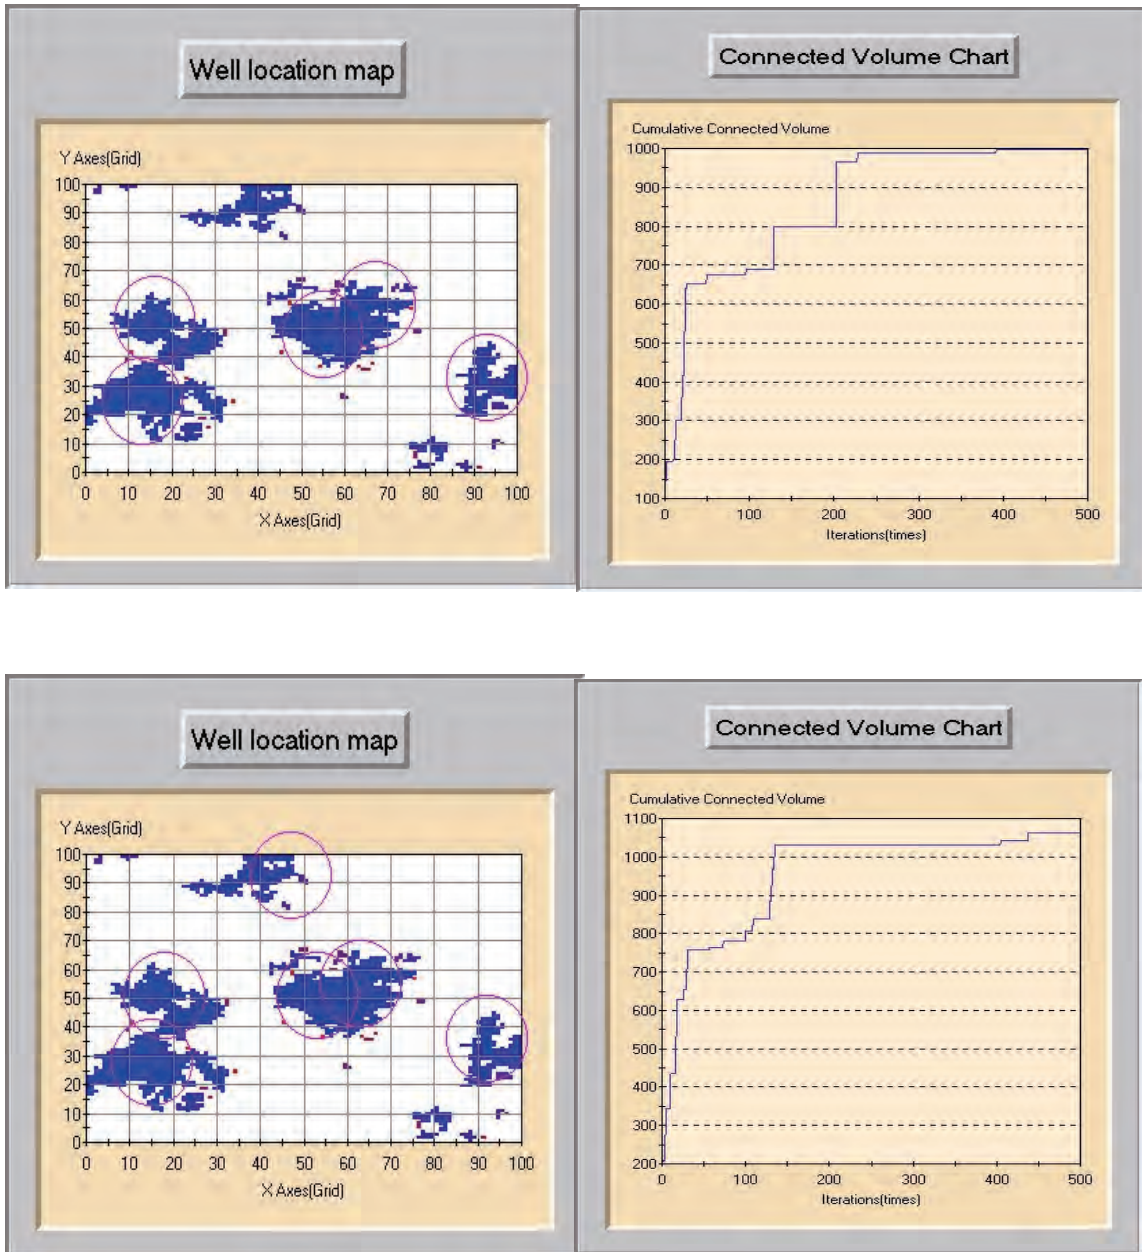 Well location map
Y Axes(Grid)
100
90
80
70
60
50
40
30
20
10
0
0 10 20 30 40 50 60 70 80 90 100
X Axes(Grid)
Connected Volume Chart
Cumulative Connected Volume
1000
900
800
700
600
500
400
300
200
100
0 100 200 300 400 500
Iterations(times)
Well location map
Y Axes(Grid)
100
90
80
70
60
50
40
30
20
10
0
0 10 20 30 40 50 60 70 80 90 100
X Axes(Grid)
Connected Volume Chart
Cumulative Connected Volume
1100
1000
900
800
700
600
500
400
300
200
0 100 200 300 400 500
Iterations(times)